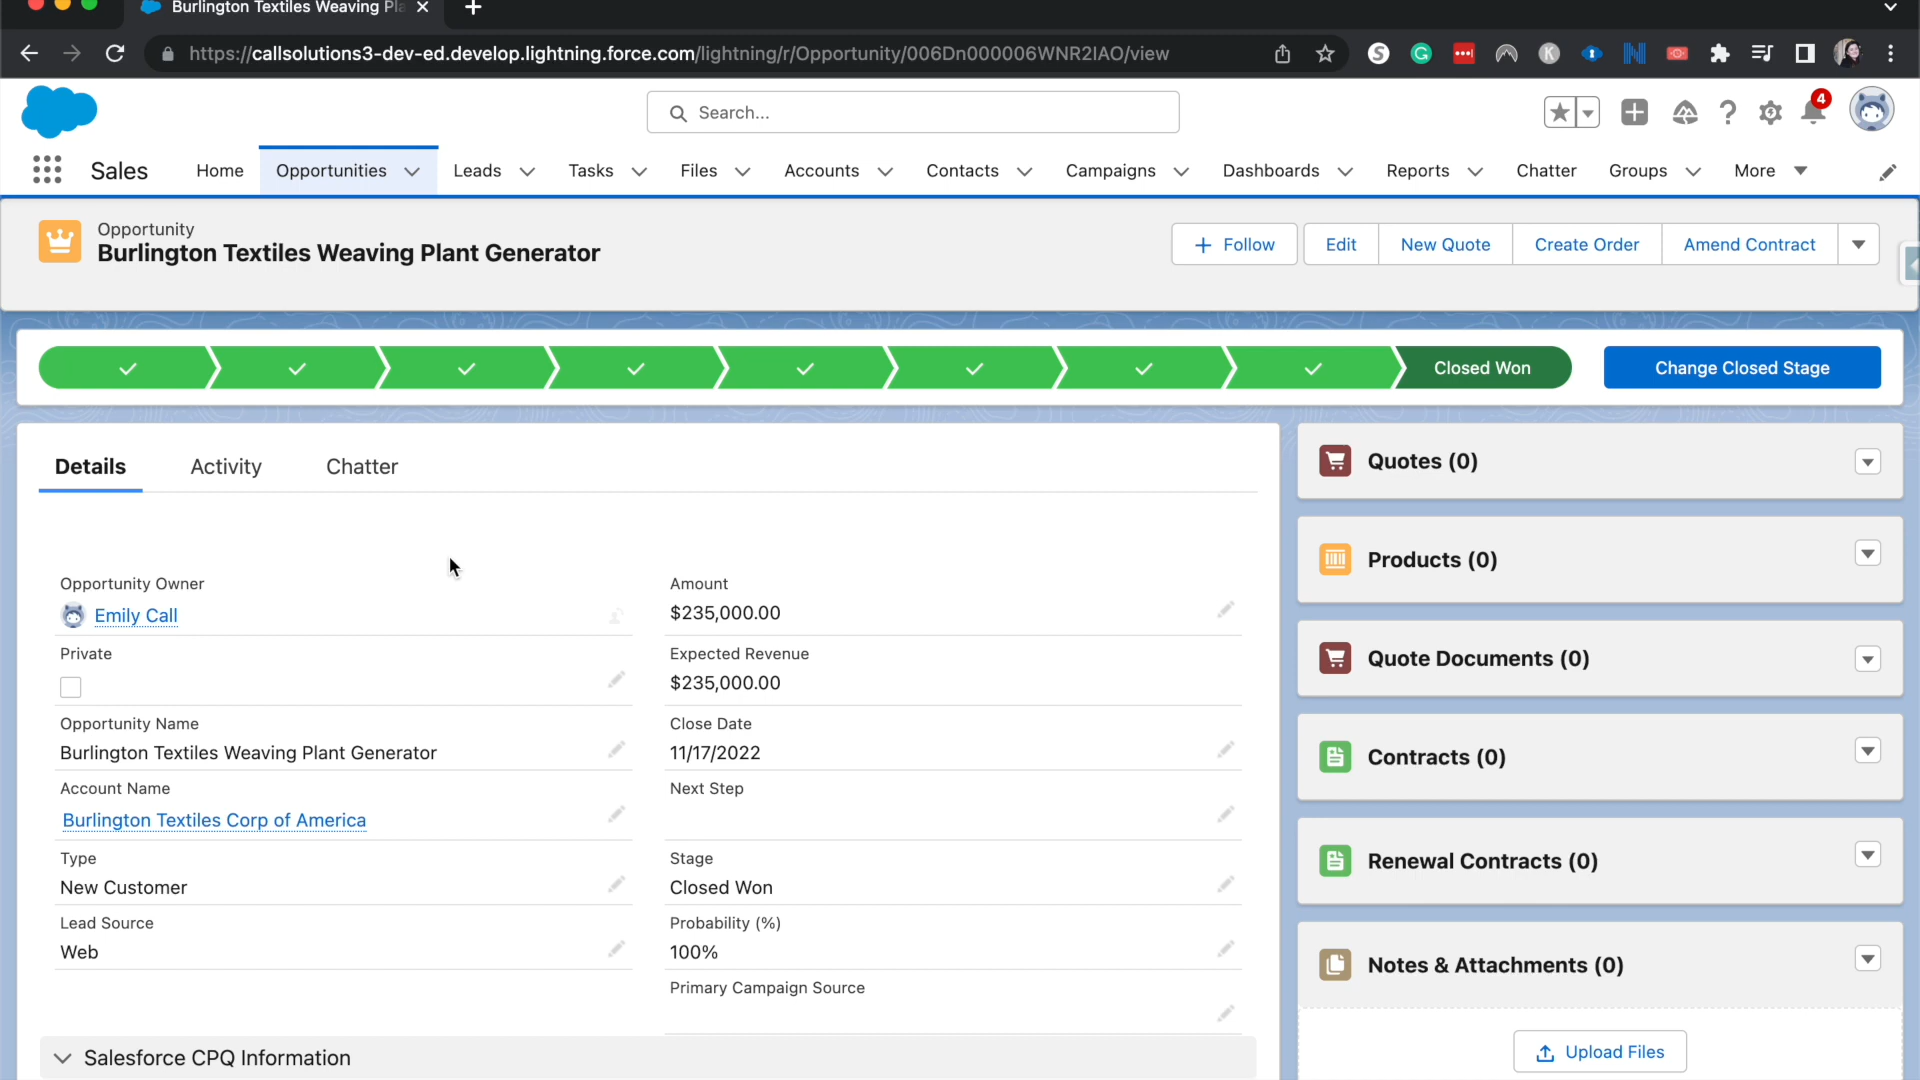 Burlington Textiles Weaving Pla
https://callsolutions3-dev-ed.develop.lightning.force.com/lightning/r/Opportunity/006Dn000006WNR2IAO/view
Search...
4
Sales Home Opportunities Leads Tasks Files Accounts Contacts Campaigns Dashboards Reports Chatter Groups More
Opportunity
Burlington Textiles Weaving Plant Generator
Follow Edit New Quote Create Order Amend Contract
Closed Won
Change Closed Stage
Details Activity Chatter
Opportunity Owner
Emily Call
Private
Opportunity Name
Burlington Textiles Weaving Plant Generator
Account Name
Burlington Textiles Corp of America
Type
New Customer
Lead Source
Web
Amount
$235,000.00
Expected Revenue
$235,000.00
Close Date
11/17/2022
Next Step
Stage
Closed Won
Probability (%)
100%
Primary Campaign Source
Salesforce CPQ Information
Quotes (0)
Products (0)
Quote Documents (0)
Contracts (0)
Renewal Contracts (0)
Notes & Attachments (0)
Upload Files